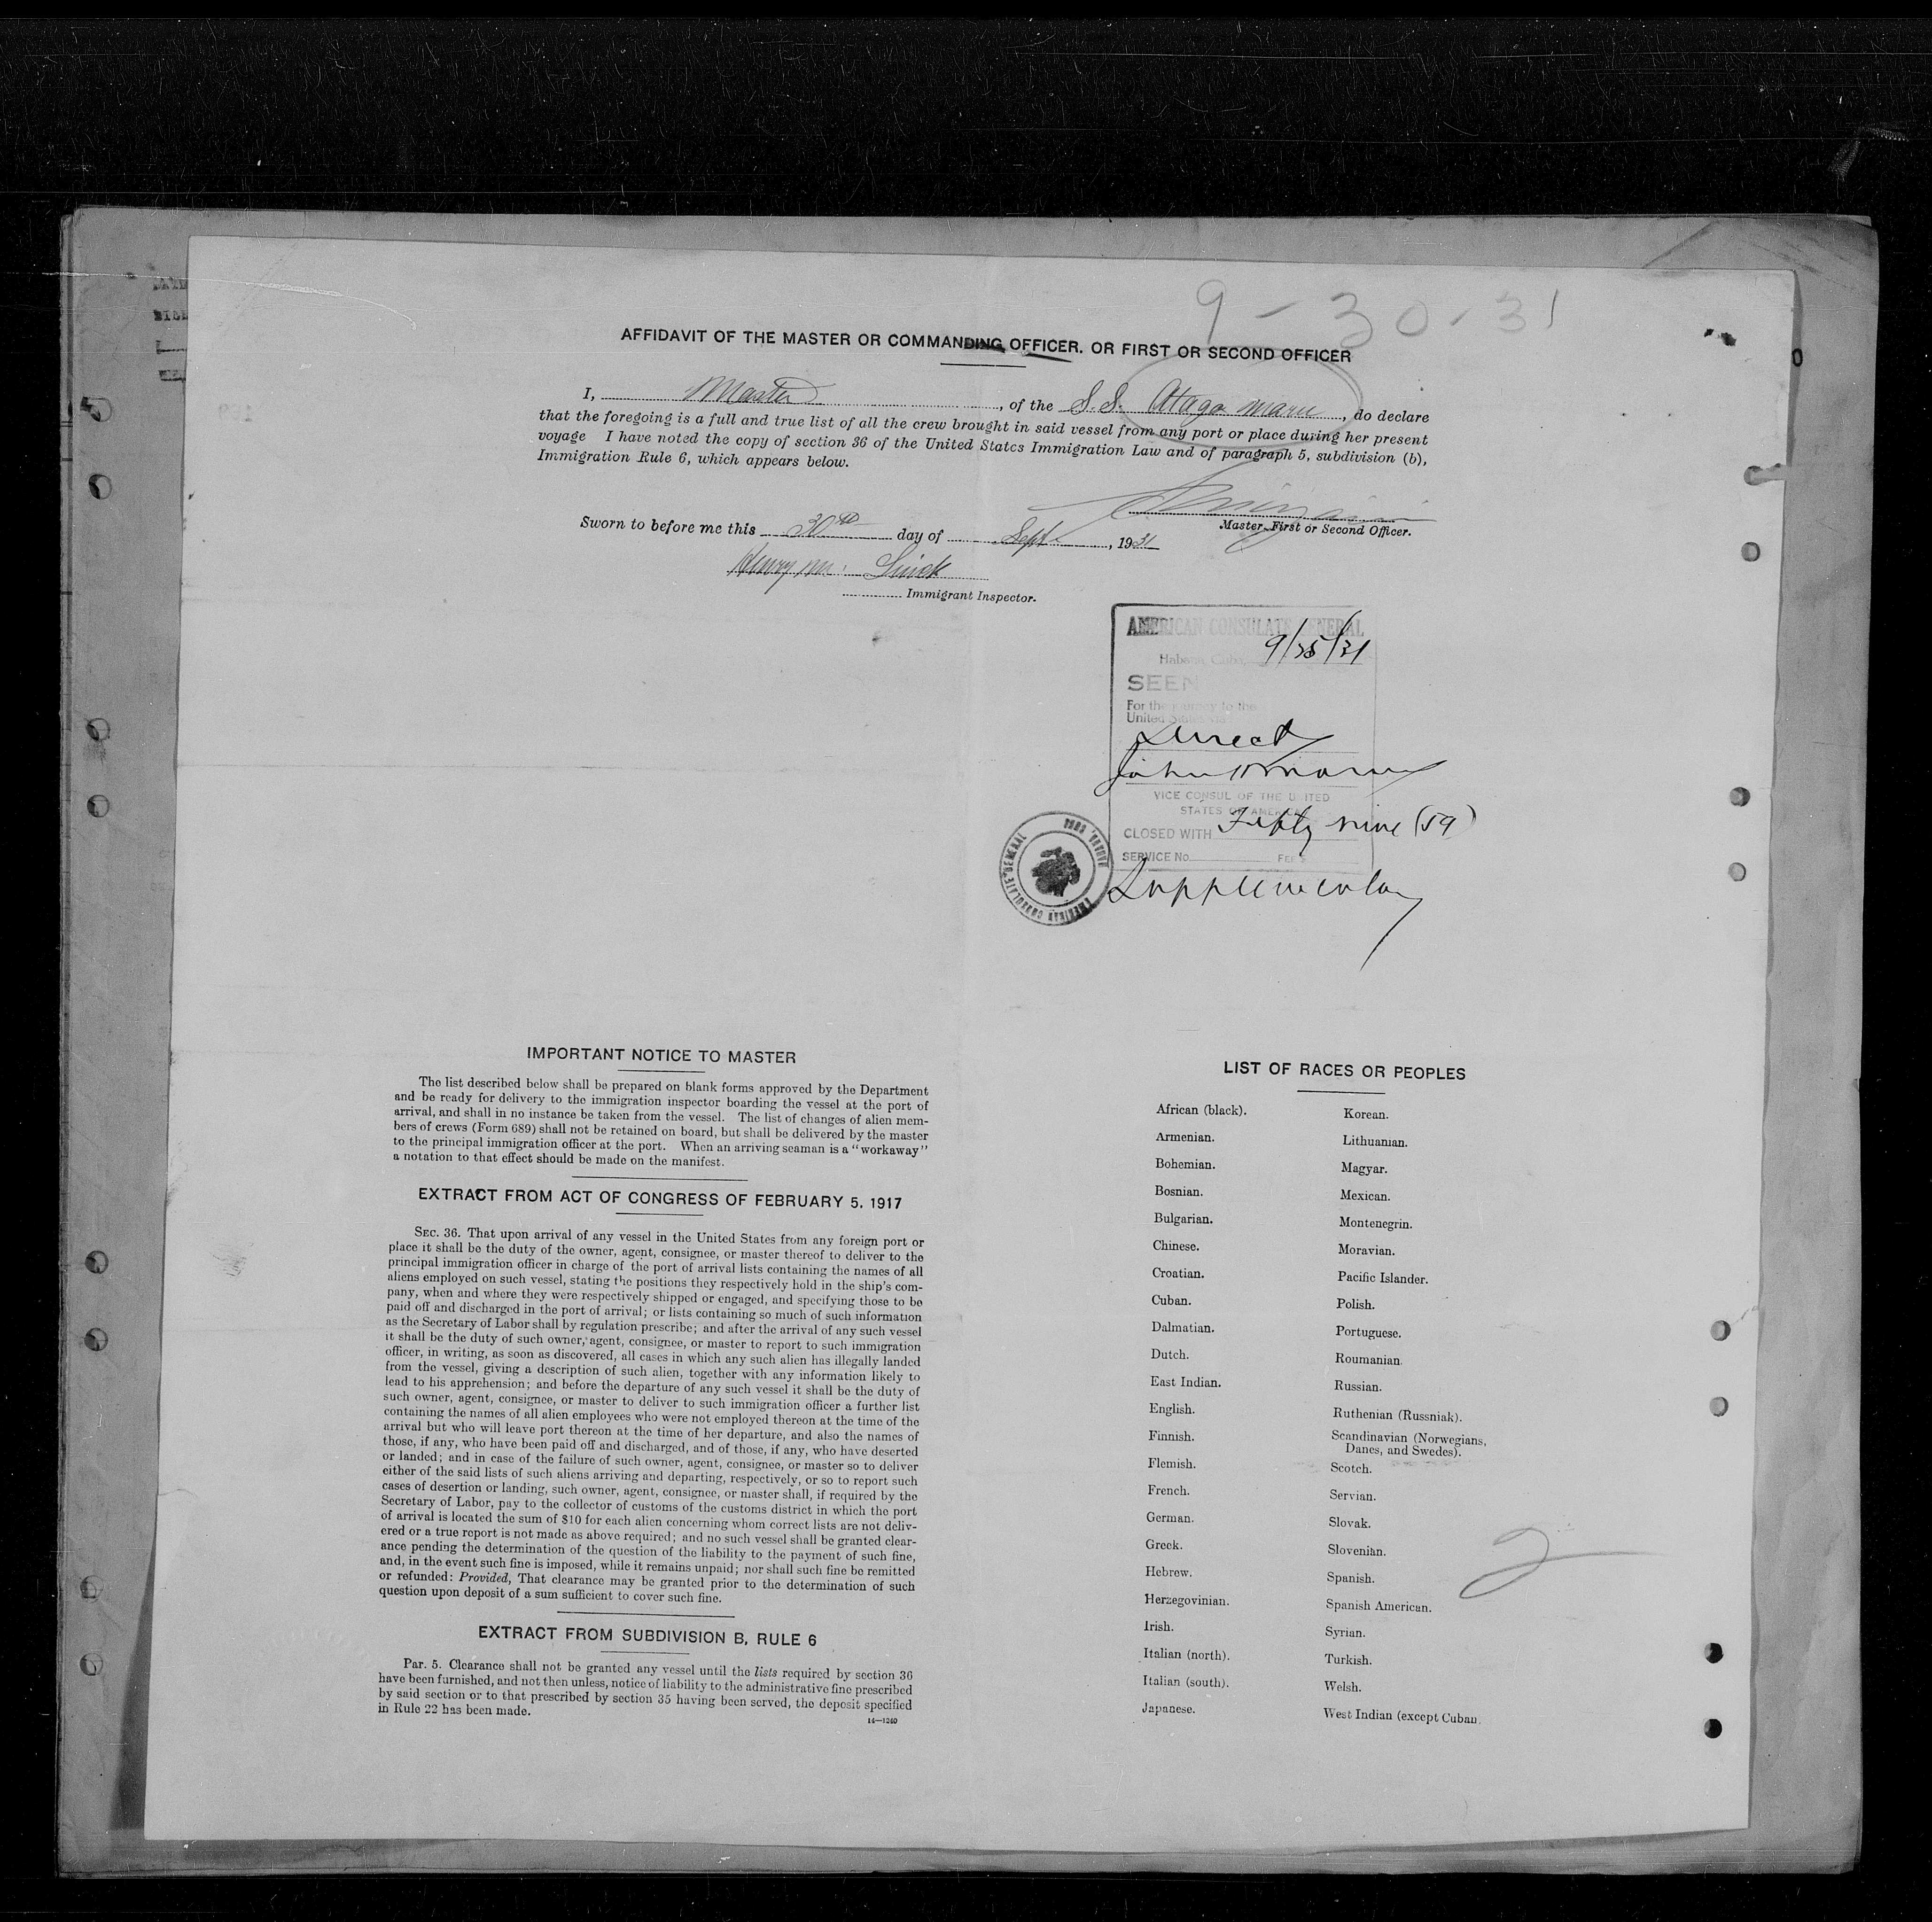 9-30-31
AFFIDAVIT OF THE MASTER OR COMMANDING OFFICER, OR FIRST OR SECOND OFFICER
I, Master, of the S.S. Atago Maru, do declare
that the foregoing is a full and true list of all the crew brought in said vessel from any port or place during her present
voyage I have noted the copy of section 36 of the United States Immigration Law and of paragraph 5, subdivision (b),
Immigration Rule 6, which appears below.
Master, First or Second Officer.
Sworn to before me this 30th day of Sept, 1931
Henry M.
Immigrant Inspector.
AMERICAN CONSULATE GENERAL
Habana, Cuba, 9/25/31
SEEN
For the journey to the
United States via
Direct
John
VICE CONSUL OF THE UNITED
STATES OF AMERICA
CLOSED WITH Fifty nine (59)
SERVICE No. FEE $
Supplemental
AMERICAN CONSULATE GENERAL
HABANA, CUBA
IMPORTANT NOTICE TO MASTER
The list described below shall be prepared on blank forms approved by the Department
and be ready for delivery to the immigration inspector boarding the vessel at the port of
arrival, and shall in no instance be taken from the vessel. The list of changes of alien mem-
bers of crews (Form 689) shall not be retained on board, but shall be delivered by the master
to the principal immigration officer at the port. When an arriving seaman is a "workaway"
a notation to that effect should be made on the manifest.
EXTRACT FROM ACT OF CONGRESS OF FEBRUARY 5, 1917
SEC. 36. That upon arrival of any vessel in the United States from any foreign port or
place it shall be the duty of the owner, agent, consignee, or master thereof to deliver to the
principal immigration officer in charge of the port of arrival lists containing the names of all
aliens employed on such vessel, stating the positions they respectively hold in the ship's com-
pany, when and where they were respectively shipped or engaged, and specifying those to be
paid off and discharged in the port of arrival; or lists containing so much of such information
as the Secretary of Labor shall by regulation prescribe; and after the arrival of any such vessel
it shall be the duty of such owner, agent, consignee, or master to report to such immigration
officer, in writing, as soon as discovered, all cases in which any such alien has illegally landed
from the vessel, giving a description of such alien, together with any information likely to
lead to his apprehension; and before the departure of any such vessel it shall be the duty of
such owner, agent, consignee, or master to deliver to such immigration officer a further list
containing the names of all alien employees who were not employed thereon at the time of the
arrival but who will leave port thereon at the time of her departure, and also the names of
those, if any, who have been paid off and discharged, and of those, if any, who have deserted
or landed; and in case of the failure of such owner, agent, consignee, or master so to deliver
either of the said lists of such aliens arriving and departing, respectively, or so to report such
cases of desertion or landing, such owner, agent, consignee, or master shall, if required by the
Secretary of Labor, pay to the collector of customs of the customs district in which the port
of arrival is located the sum of $10 for each alien concerning whom correct lists are not deliv-
ered or a true report is not made as above required; and no such vessel shall be granted clear-
ance pending the determination of the question of the liability to the payment of such fine,
and, in the event such fine is imposed, while it remains unpaid; nor shall such fine be remitted
or refunded: Provided, That clearance may be granted prior to the determination of such
question upon deposit of a sum sufficient to cover such fine.
EXTRACT FROM SUBDIVISION B, RULE 6
Par. 5. Clearance shall not be granted any vessel until the lists required by section 36
have been furnished, and not then unless, notice of liability to the administrative fine prescribed
by said section or to that prescribed by section 35 having been served, the deposit specified
in Rule 22 has been made.
14—1240
LIST OF RACES OR PEOPLES
African (black).
Armenian.
Bohemian.
Bosnian.
Bulgarian.
Chinese.
Croatian.
Cuban.
Dalmatian.
Dutch.
East Indian.
English.
Finnish.
Flemish.
French.
German.
Greek.
Hebrew.
Herzegovinian.
Irish.
Italian (north).
Italian (south).
Japanese.
Korean.
Lithuanian.
Magyar.
Mexican.
Montenegrin.
Moravian.
Pacific Islander.
Polish.
Portuguese.
Roumanian.
Russian.
Ruthenian (Russniak).
Scandinavian (Norwegians,
Danes, and Swedes).
Scotch.
Servian.
Slovak.
Slovenian.
Spanish.
Spanish American.
Syrian.
Turkish.
Welsh.
West Indian (except Cuban
2